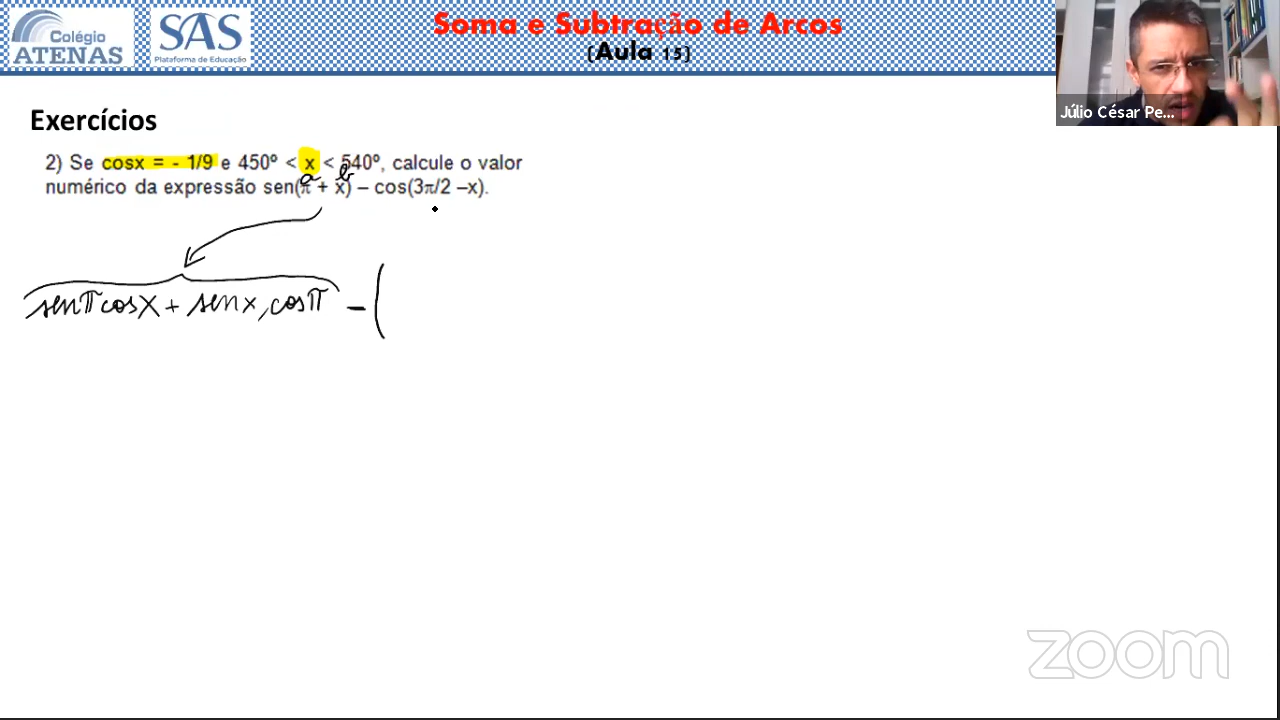 Colégio
ATENAS
SAS
Plataforma de Educação
Soma e Subtração de Arcos
(Aula 15)
Júlio César Pe...
Exercícios
2) Se cosx = - 1/9 e 450º < x < 540º, calcule o valor
a b
numérico da expressão sen(π + x) – cos(3π/2 –x).
senπ cosx + senx, cosπ – (
zoom